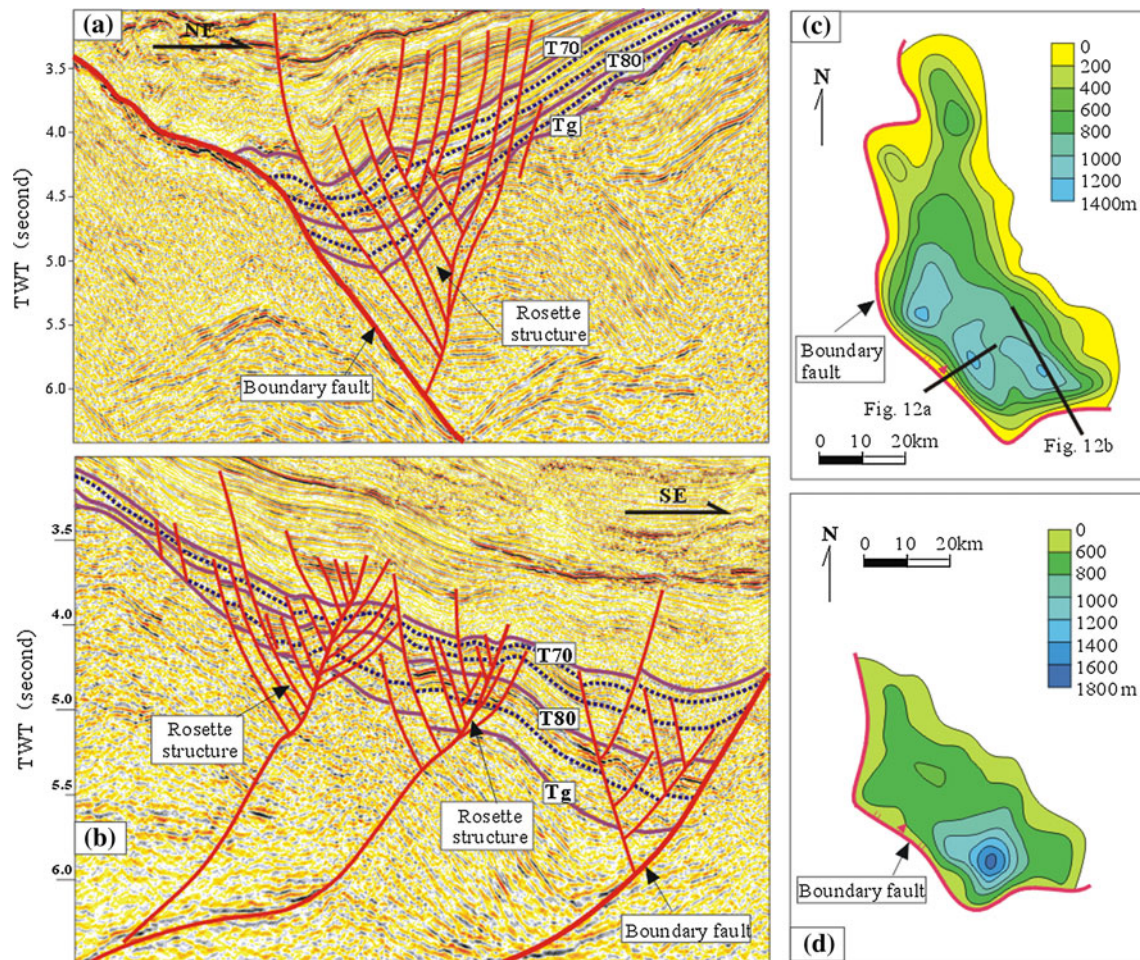 (a)
NE
T70
T80
Tg
3.5
4.0
4.5
5.0
5.5
6.0
TWT (second)
Rosette
structure
Boundary fault
(b)
SE
3.5
4.0
5.0
5.5
6.0
TWT (second)
T70
T80
Tg
Rosette
structure
Rosette
structure
Boundary fault
(c)
N
0
200
400
600
800
1000
1200
1400m
Boundary
fault
Fig. 12a
Fig. 12b
0 10 20km
N
0 10 20km
0
600
800
1000
1200
1400
1600
1800m
Boundary fault
(d)